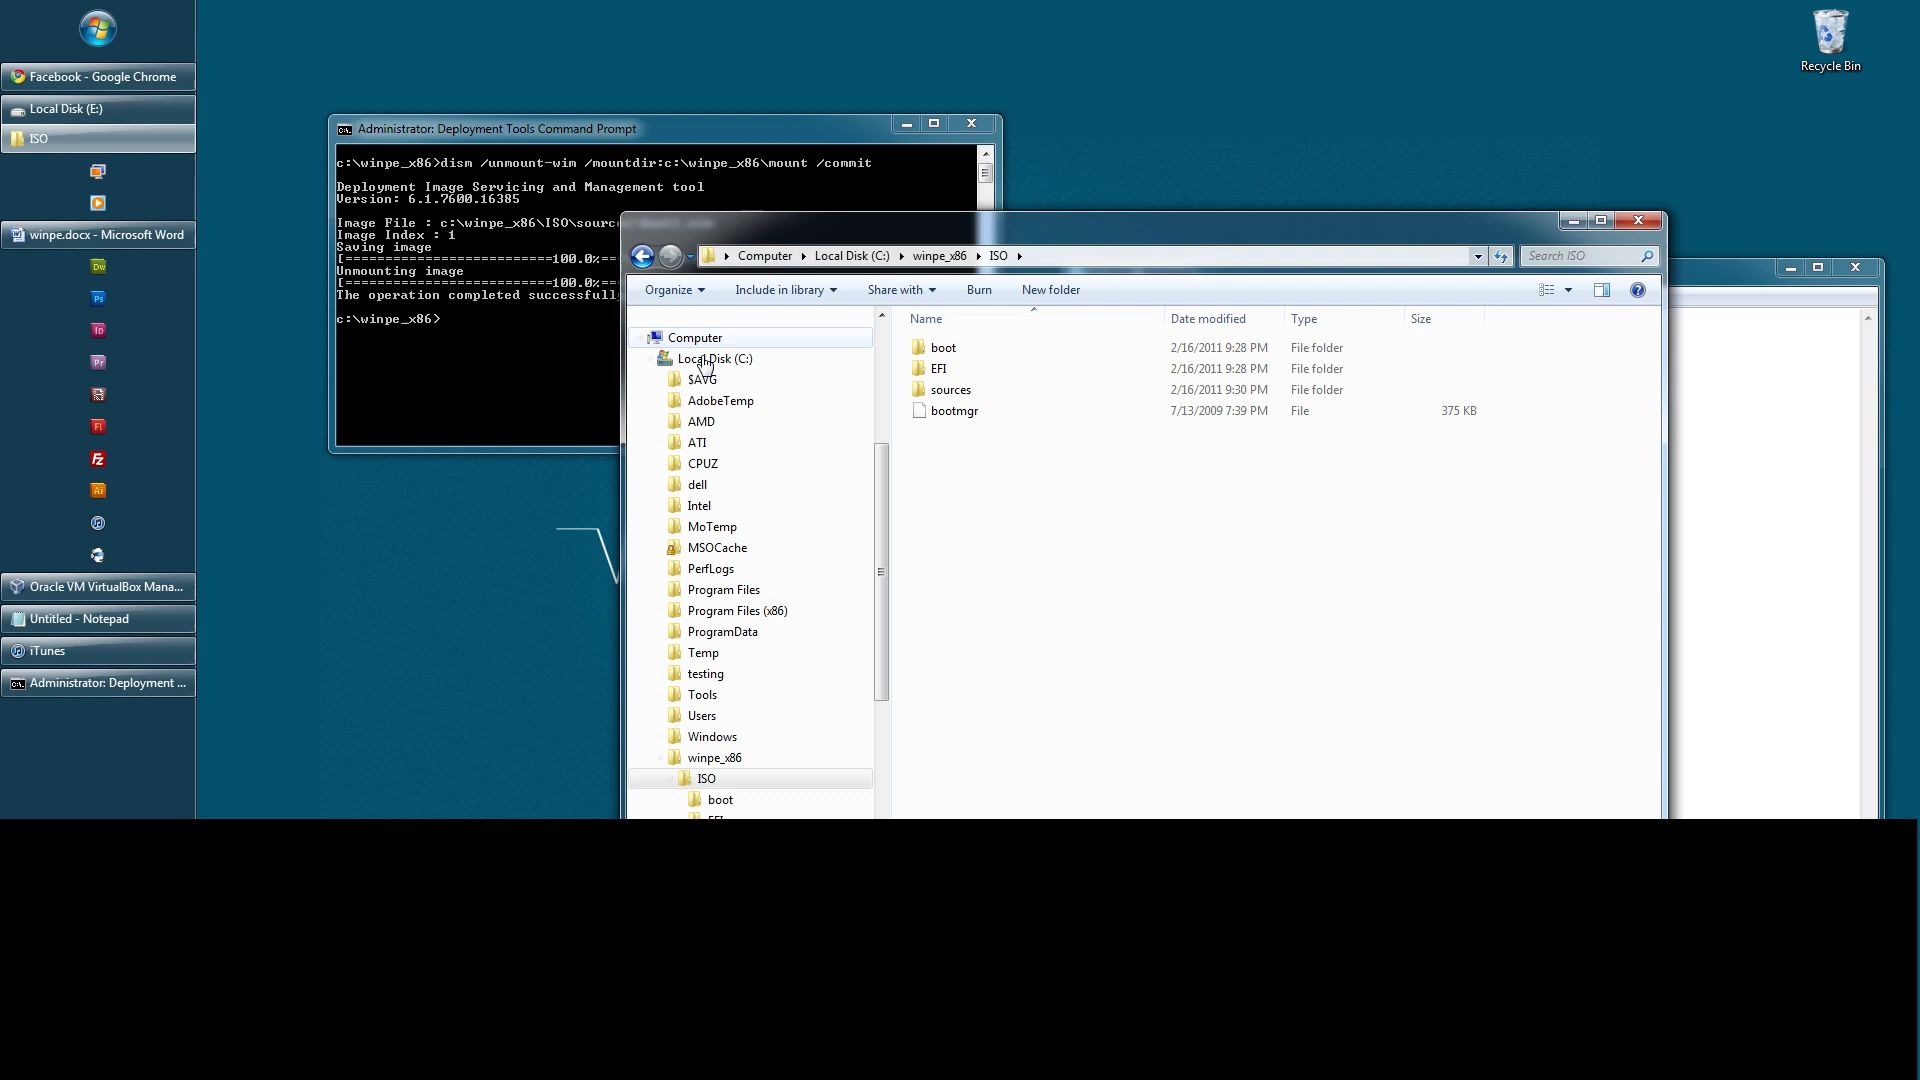 Recycle Bin
Facebook - Google Chrome
Local Disk (E:)
ISO
winpe.docx - Microsoft Word
Dw
Ps
Id
Pr
Fl
Fz
Ai
Oracle VM VirtualBox Mana...
Untitled - Notepad
iTunes
Administrator: Deployment ...
Administrator: Deployment Tools Command Prompt
c:\winpe_x86>dism /unmount-wim /mountdir:c:\winpe_x86\mount /commit
Deployment Image Servicing and Management tool
Version: 6.1.7600.16385
Image File : c:\winpe_x86\ISO\sourc
Image Index : 1
Saving image
[==========================100.0%==
Unmounting image
[==========================100.0%==
The operation completed successfull
c:\winpe_x86>
Computer Local Disk (C:) winpe_x86 ISO
Search ISO
Organize Include in library Share with Burn New folder
Computer
Local Disk (C:)
$AVG
AdobeTemp
AMD
ATI
CPUZ
dell
Intel
MoTemp
MSOCache
PerfLogs
Program Files
Program Files (x86)
ProgramData
Temp
testing
Tools
Users
Windows
winpe_x86
ISO
boot
Name Date modified Type Size
boot 2/16/2011 9:28 PM File folder
EFI 2/16/2011 9:28 PM File folder
sources 2/16/2011 9:30 PM File folder
bootmgr 7/13/2009 7:39 PM File 375 KB